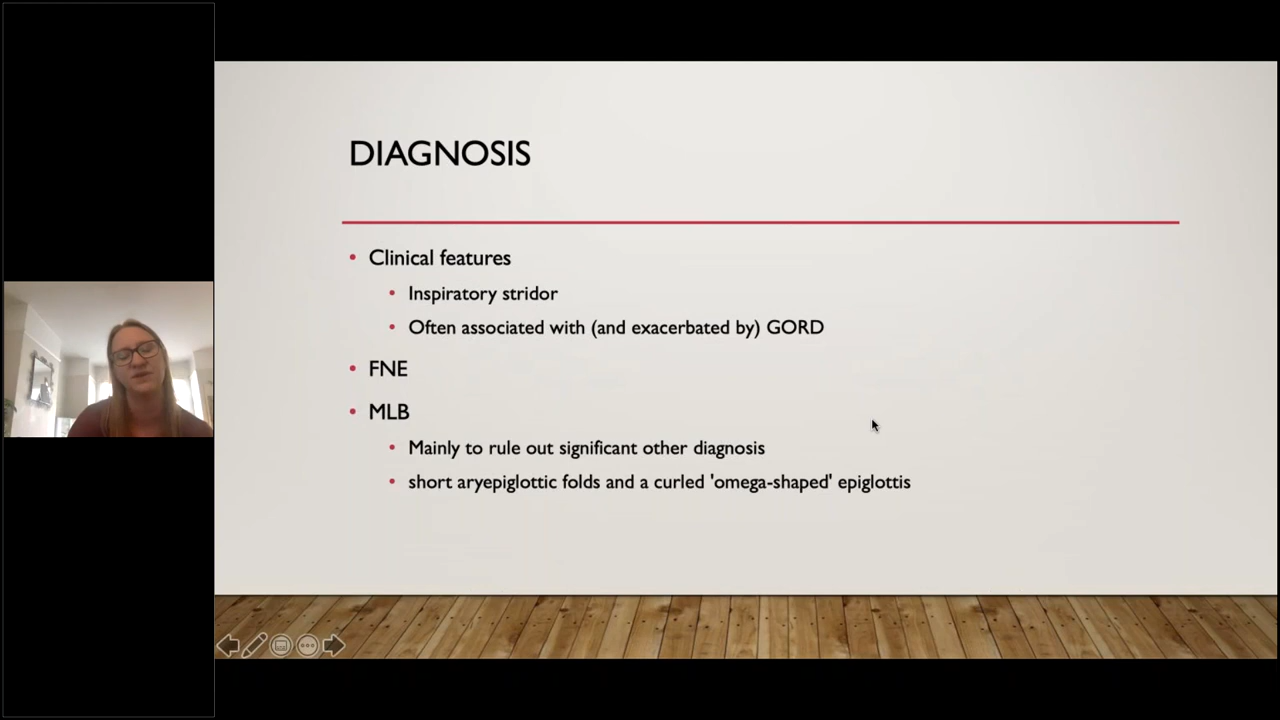 DIAGNOSIS
• Clinical features
• Inspiratory stridor
• Often associated with (and exacerbated by) GORD
• FNE
• MLB
• Mainly to rule out significant other diagnosis
• short aryepiglottic folds and a curled 'omega-shaped' epiglottis